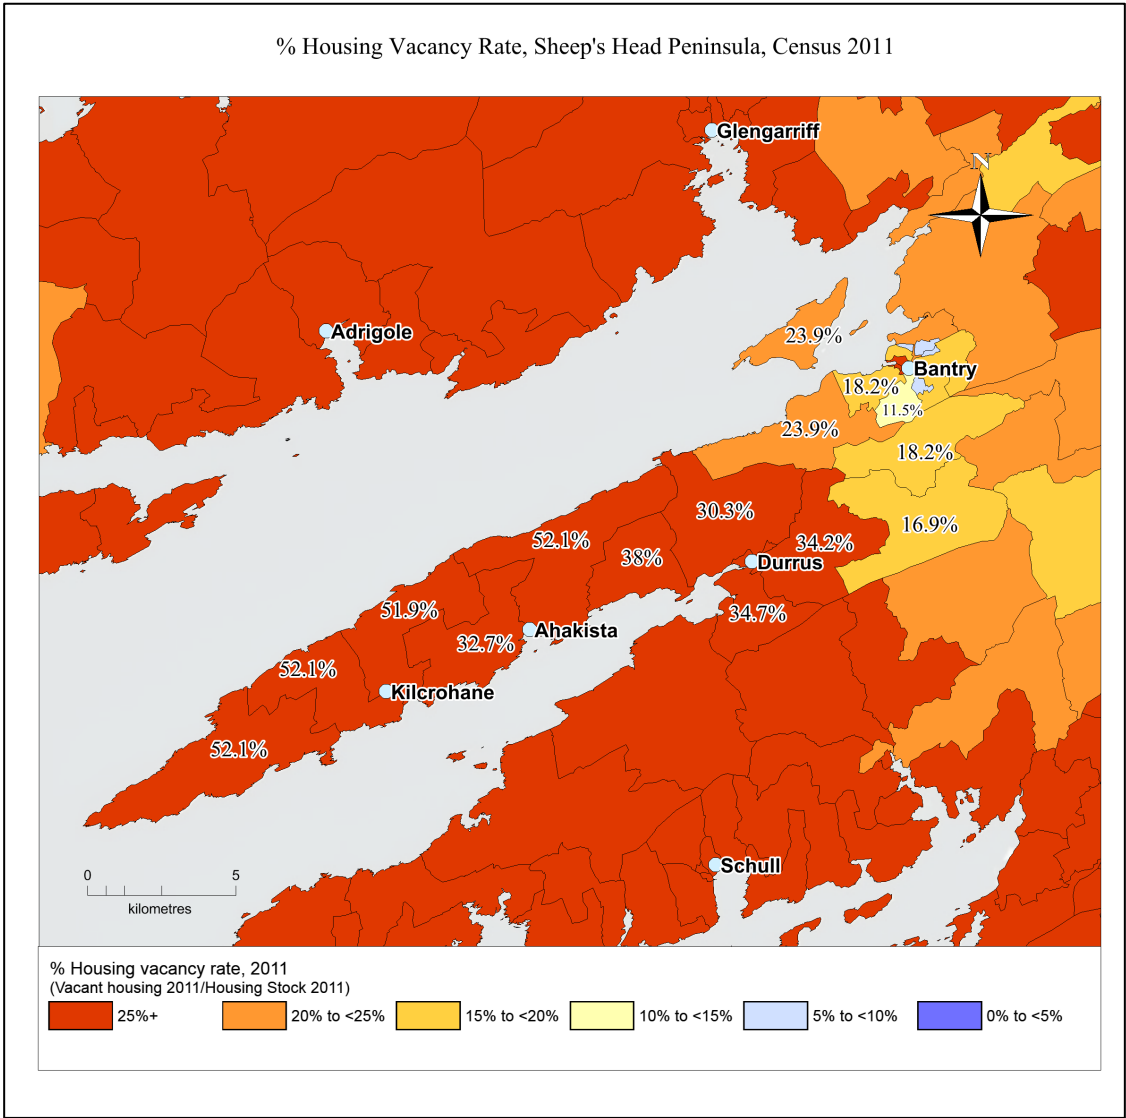 % Housing Vacancy Rate, Sheep's Head Peninsula, Census 2011
Glengarriff
N
Adrigole
23.9%
Bantry
18.2%
11.5%
23.9%
18.2%
30.3%
16.9%
52.1%
38%
34.2%
Durrus
51.9%
34.7%
Ahakista
32.7%
52.1%
Kilcrohane
52.1%
Schull
0 5
kilometres
% Housing vacancy rate, 2011
(Vacant housing 2011/Housing Stock 2011)
25%+ 20% to <25% 15% to <20% 10% to <15% 5% to <10% 0% to <5%